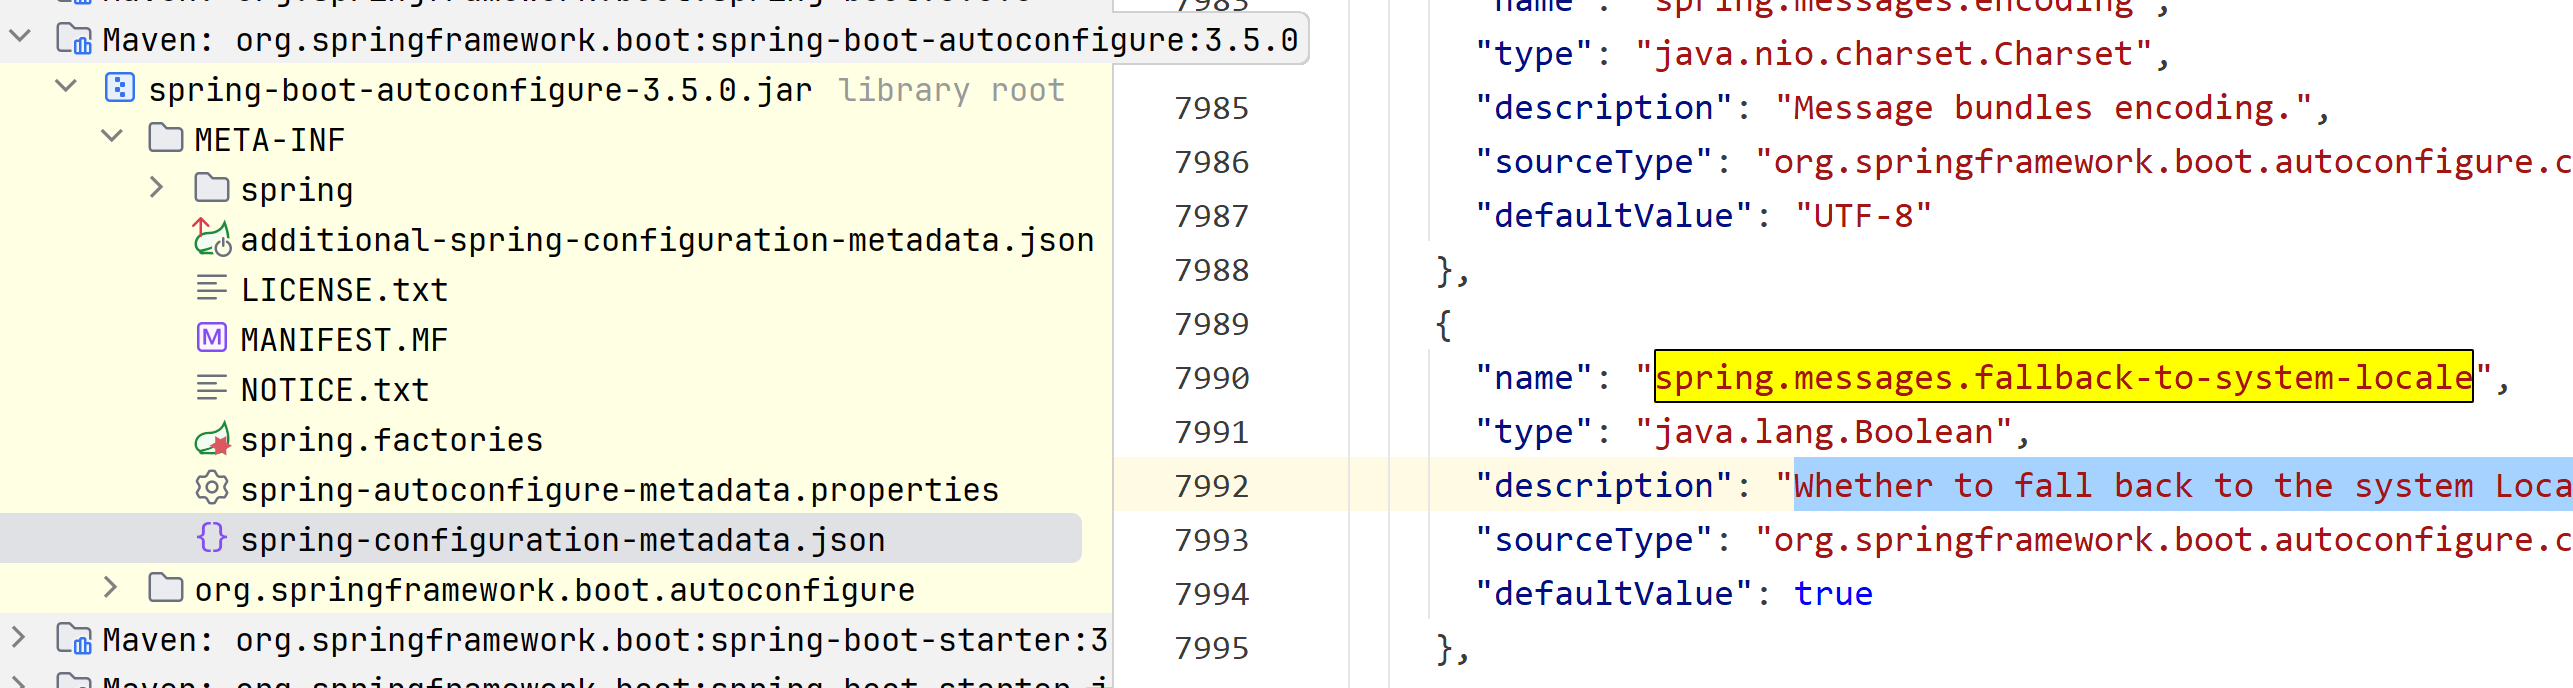 Maven: org.springframework.boot:spring-boot-autoconfigure:3.5.0
spring-boot-autoconfigure-3.5.0.jar library root
META-INF
spring
additional-spring-configuration-metadata.json
LICENSE.txt
MANIFEST.MF
NOTICE.txt
spring.factories
spring-autoconfigure-metadata.properties
spring-configuration-metadata.json
org.springframework.boot.autoconfigure
Maven: org.springframework.boot:spring-boot-starter:3
Maven: org.springframework.boot:spring-boot-starter-j
7983
"name": "spring.messages.encoding",
"type": "java.nio.charset.Charset",
7985 "description": "Message bundles encoding.",
7986 "sourceType": "org.springframework.boot.autoconfigure.c
7987 "defaultValue": "UTF-8"
7988 },
7989 {
7990 "name": "spring.messages.fallback-to-system-locale",
7991 "type": "java.lang.Boolean",
7992 "description": "Whether to fall back to the system Loca
7993 "sourceType": "org.springframework.boot.autoconfigure.c
7994 "defaultValue": true
7995 },